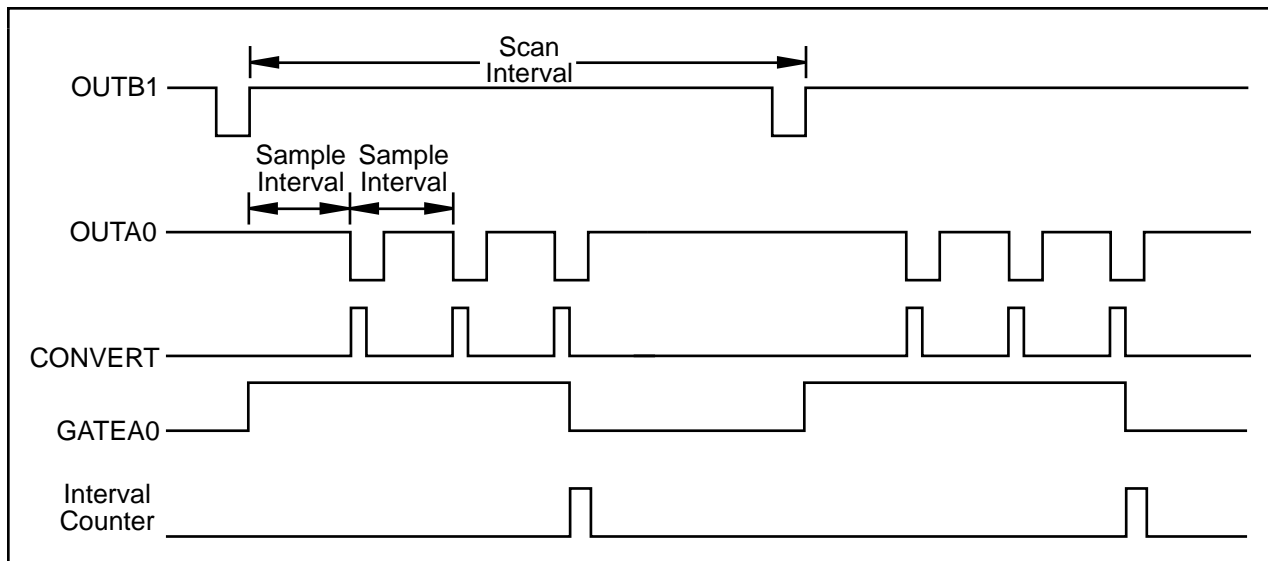 Scan
Interval
OUTB1
Sample Sample
Interval Interval
OUTA0
CONVERT
GATEA0
Interval
Counter